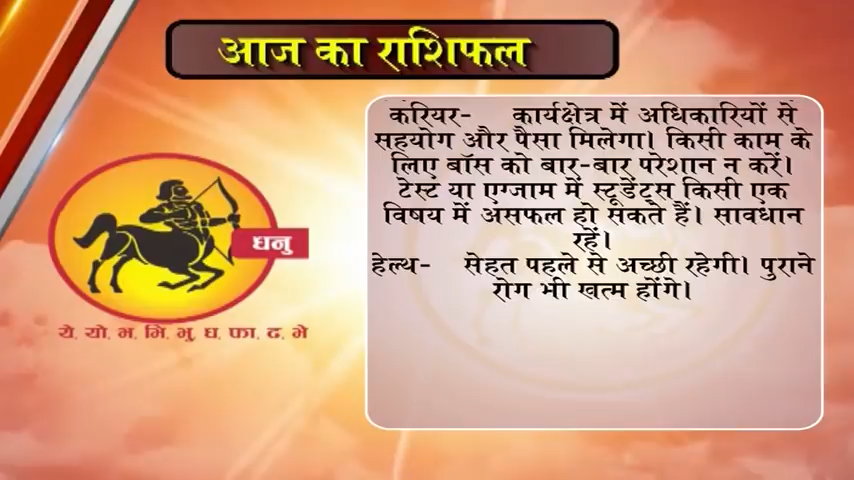 आज का राशिफल
करियर- कार्यक्षेत्र में अधिकारियों से
सहयोग और पैसा मिलेगा। किसी काम के
लिए बॉस को बार-बार परेशान न करें।
टेस्ट या एग्जाम में स्टूडेंट्स किसी एक
विषय में असफल हो सकते हैं। सावधान
रहें।
हेल्थ- सेहत पहले से अच्छी रहेगी। पुराने
रोग भी खत्म होंगे।
धनु
ये, यो, भ, भि, भु, ध, फा, ढ, भे